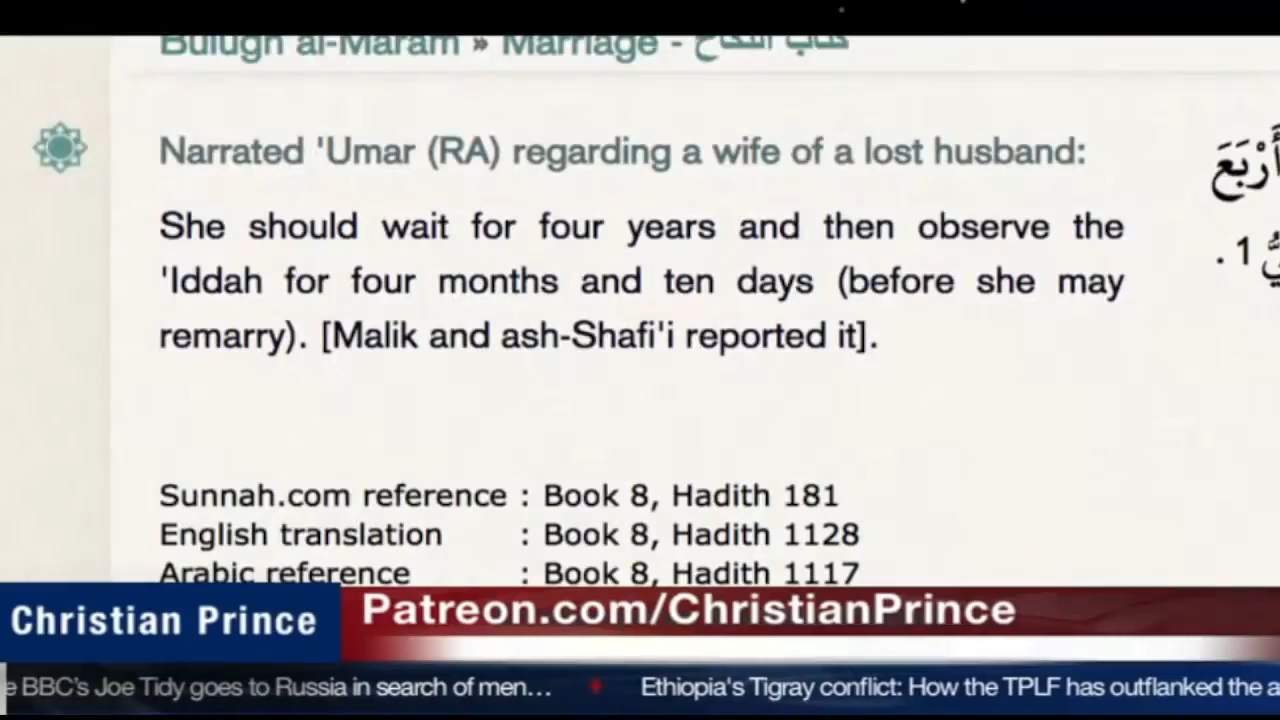 Bulugh al-Maram » Marriage - كتاب النكاح
Narrated 'Umar (RA) regarding a wife of a lost husband:
أَرْبَعَ
She should wait for four years and then observe the
'Iddah for four months and ten days (before she may
. 1
remarry). [Malik and ash-Shafi'i reported it].
Sunnah.com reference : Book 8, Hadith 181
English translation : Book 8, Hadith 1128
Arabic reference : Book 8, Hadith 1117
Christian Prince
Patreon.com/ChristianPrince
e BBC's Joe Tidy goes to Russia in search of men... Ethiopia's Tigray conflict: How the TPLF has outflanked the a